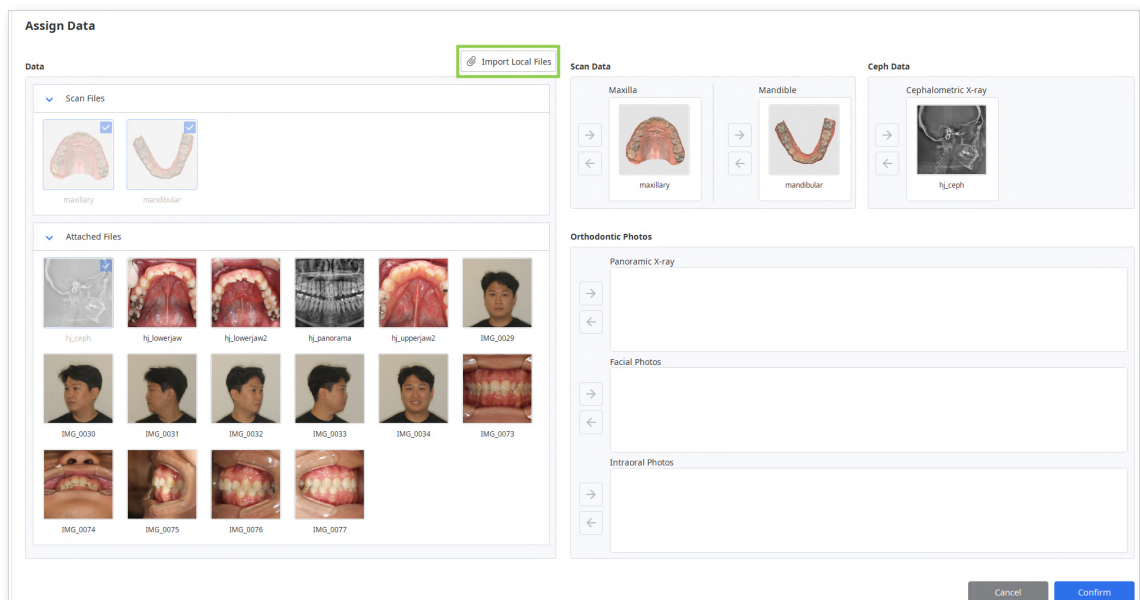 Assign Data
Data
Import Local Files
Scan Files
maxillary
mandibular
Attached Files
hj_ceph
hj_lowerjaw
hj_lowerjaw2
hj_panorama
hj_upperjaw2
IMG_0029
IMG_0030
IMG_0031
IMG_0032
IMG_0033
IMG_0034
IMG_0073
IMG_0074
IMG_0075
IMG_0076
IMG_0077
Scan Data
Maxilla
maxillary
Mandible
mandibular
Ceph Data
Cephalometric X-ray
hj_ceph
Orthodontic Photos
Panoramic X-ray
Facial Photos
Intraoral Photos
Cancel
Confirm